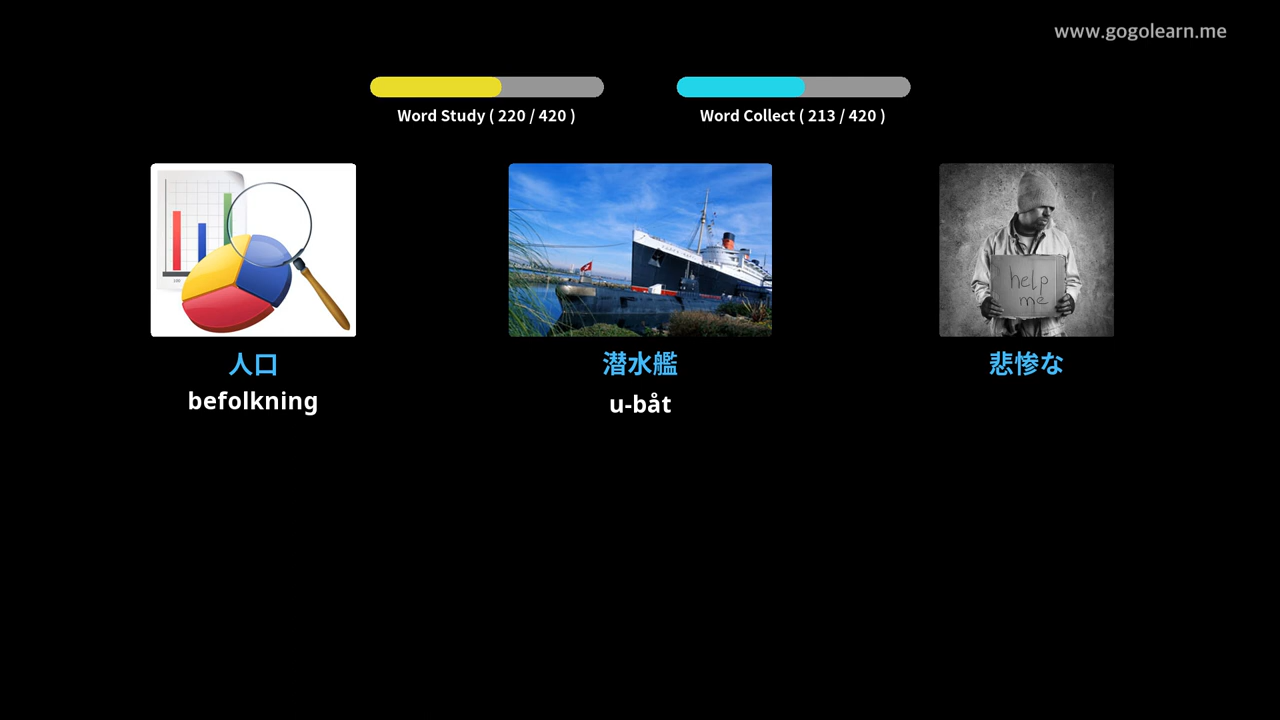 www.gogolearn.me
Word Study ( 220 / 420 )
Word Collect ( 213 / 420 )
help
me
人口
潜水艦
悲惨な
befolkning
u-båt